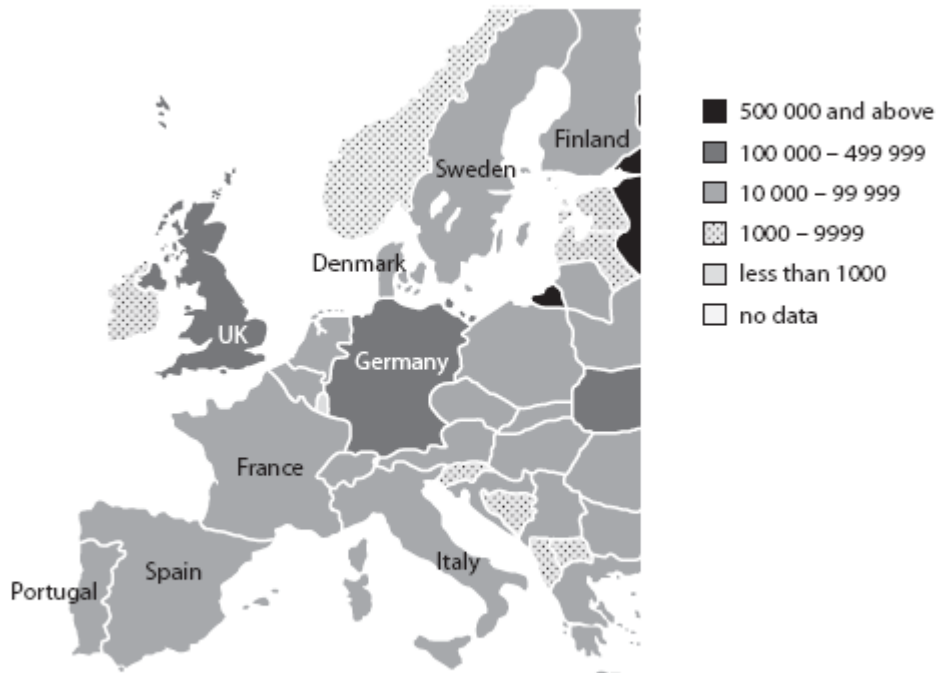 500 000 and above
100 000 – 499 999
10 000 – 99 999
1000 – 9999
less than 1000
no data
Finland
Sweden
Denmark
UK
Germany
France
Italy
Spain
Portugal